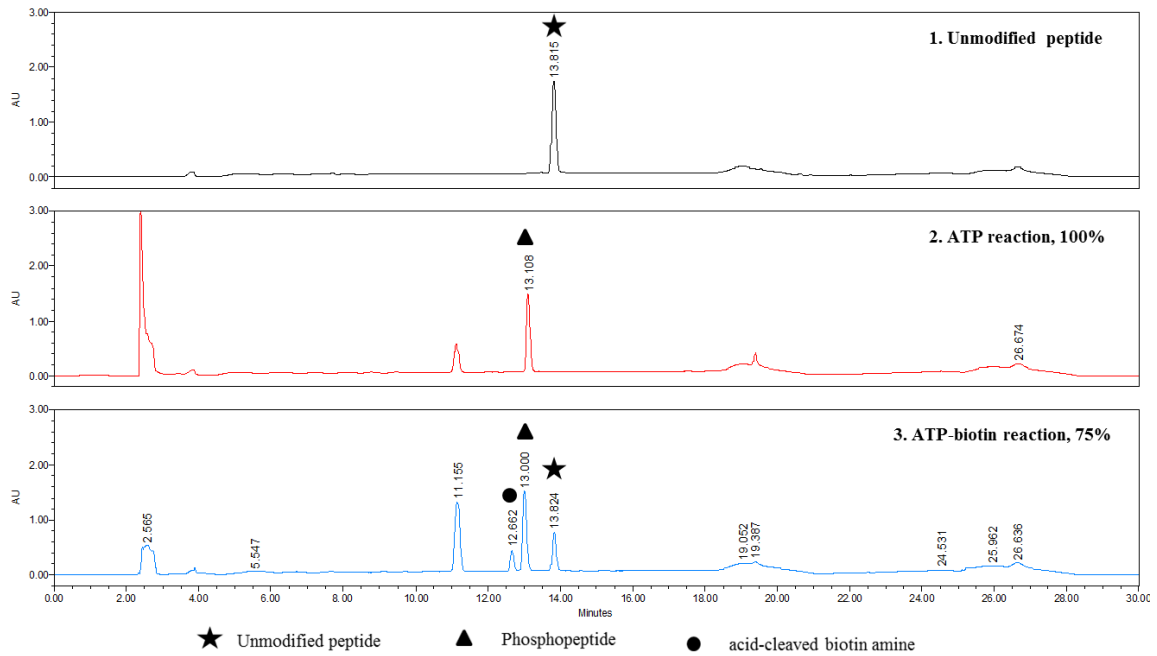 3.00
1. Unmodified peptide
13.815
2.00
AU
1.00
0.00
3.00
2. ATP reaction, 100%
13.108
2.00
AU
1.00
26.674
0.00
3.00
3. ATP-biotin reaction, 75%
2.00
AU
1.00
0.00
2.565
5.547
11.155
12.662
13.000
13.824
19.052
19.387
24.531
25.962
26.636
0.00 2.00 4.00 6.00 8.00 10.00 12.00 14.00 16.00 18.00 20.00 22.00 24.00 26.00 28.00 30.00
Minutes
Unmodified peptide Phosphopeptide acid-cleaved biotin amine